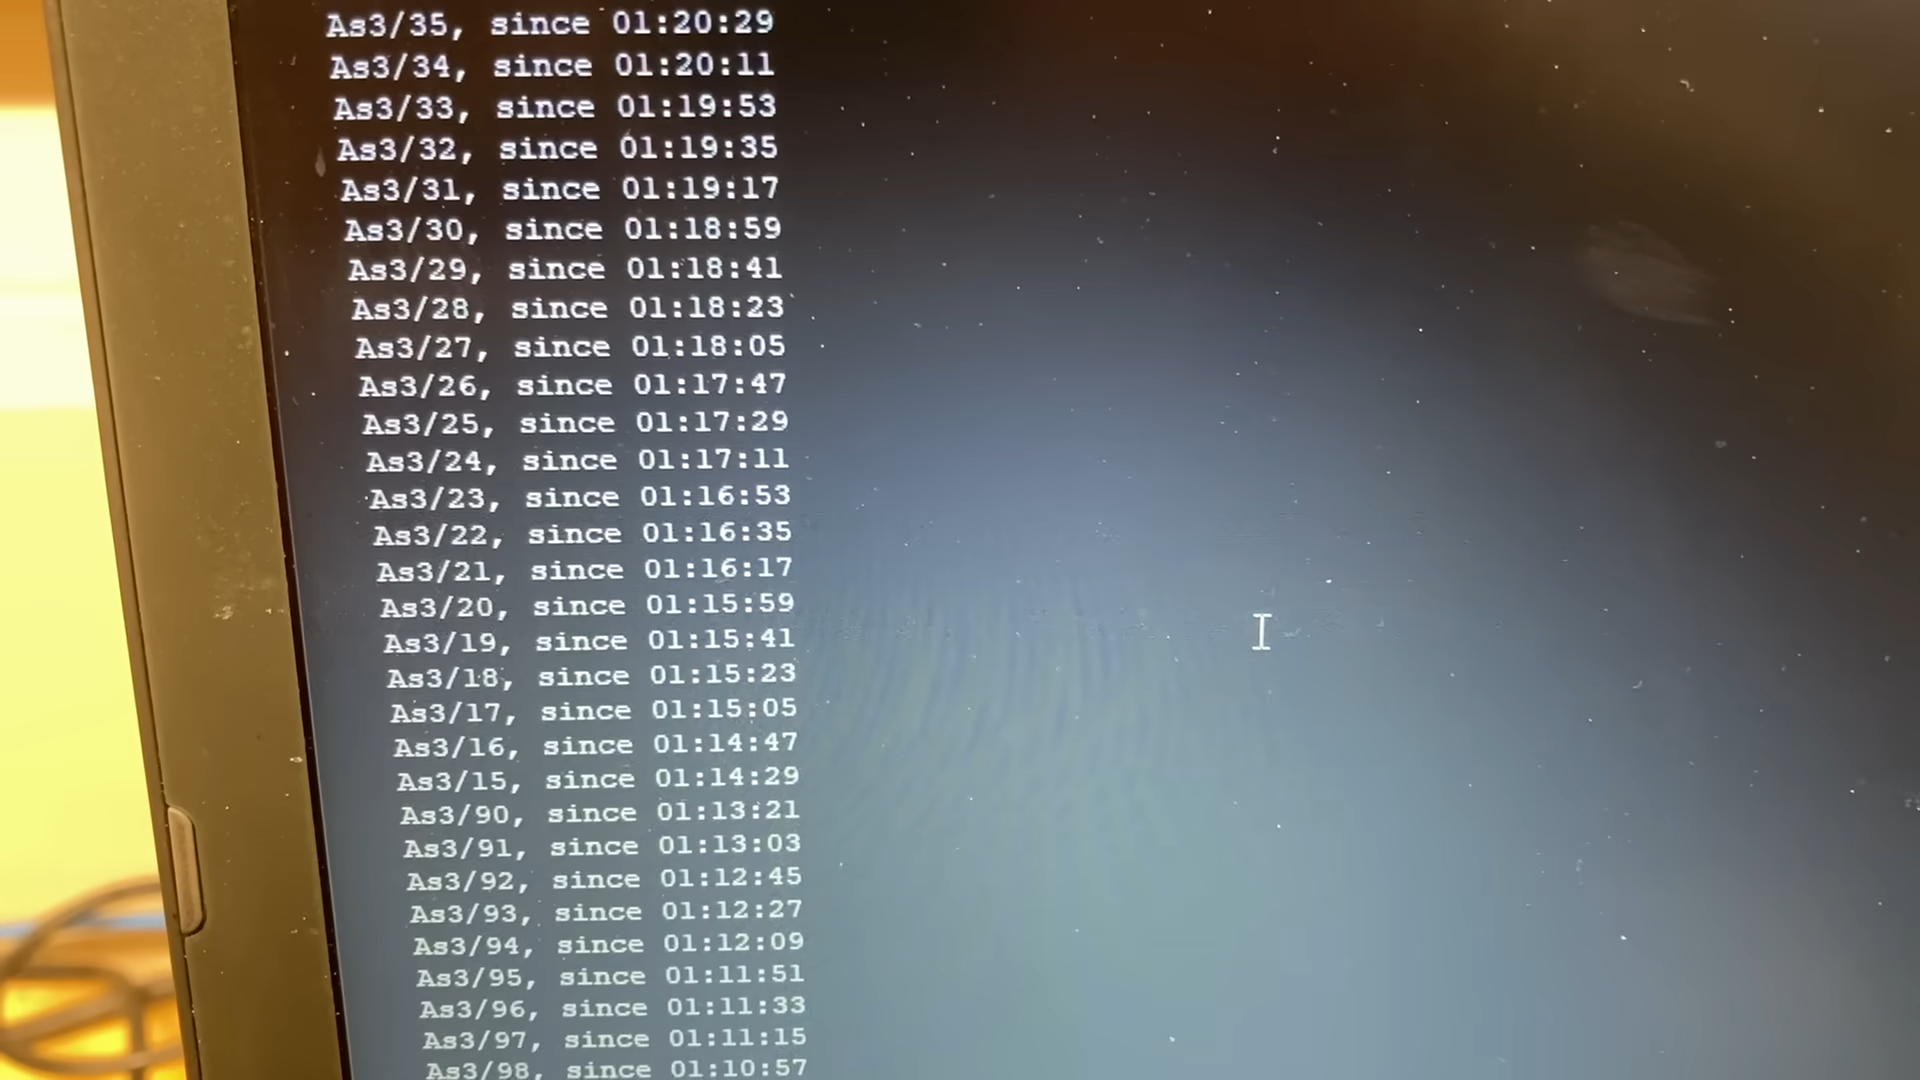 As3/35, since 01:20:29
As3/34, since 01:20:11
As3/33, since 01:19:53
As3/32, since 01:19:35
As3/31, since 01:19:17
As3/30, since 01:18:59
As3/29, since 01:18:41
As3/28, since 01:18:23
As3/27, since 01:18:05
As3/26, since 01:17:47
As3/25, since 01:17:29
As3/24, since 01:17:11
As3/23, since 01:16:53
As3/22, since 01:16:35
As3/21, since 01:16:17
As3/20, since 01:15:59
As3/19, since 01:15:41
As3/18, since 01:15:23
As3/17, since 01:15:05
As3/16, since 01:14:47
As3/15, since 01:14:29
As3/90, since 01:13:21
As3/91, since 01:13:03
As3/92, since 01:12:45
As3/93, since 01:12:27
As3/94, since 01:12:09
As3/95, since 01:11:51
As3/96, since 01:11:33
As3/97, since 01:11:15
As3/98, since 01:10:57